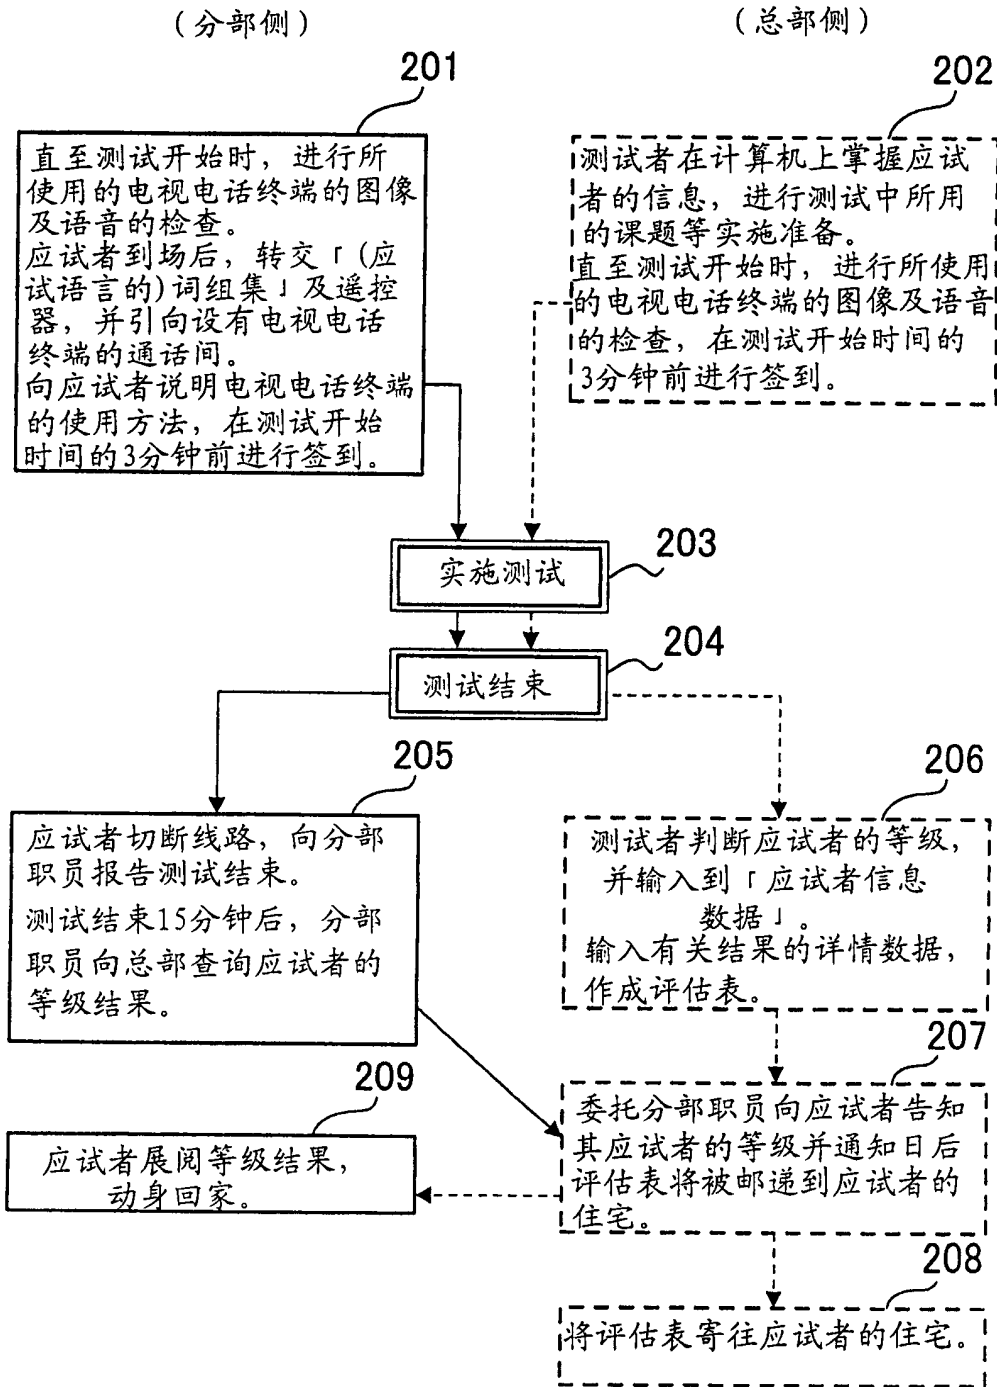 (分部侧)
(总部侧)
201
202
直至测试开始时，进行所
使用的电视电话终端的图像
及语音的检查。
应试者到场后，转交「(应
试语言的)词组集」及遥控
器，并引向设有电视电话
终端的通话间。
向应试者说明电视电话终端
的使用方法，在测试开始
时间的3分钟前进行签到。
测试者在计算机上掌握应试
者的信息，进行测试中所用
的课题等实施准备。
直至测试开始时，进行所使用
的电视电话终端的图像及语音
的检查，在测试开始时间的
3分钟前进行签到。
203
实施测试
204
测试结束
205
206
应试者切断线路，向分部
职员报告测试结束。
测试结束15分钟后，分部
职员向总部查询应试者的
等级结果。
测试者判断应试者的等级，
并输入到「应试者信息
数据」。
输入有关结果的详情数据，
作成评估表。
207
委托分部职员向应试者告知
其应试者的等级并通知日后
评估表将被邮递到应试者的
住宅。
209
应试者展阅等级结果，
动身回家。
208
将评估表寄往应试者的住宅。